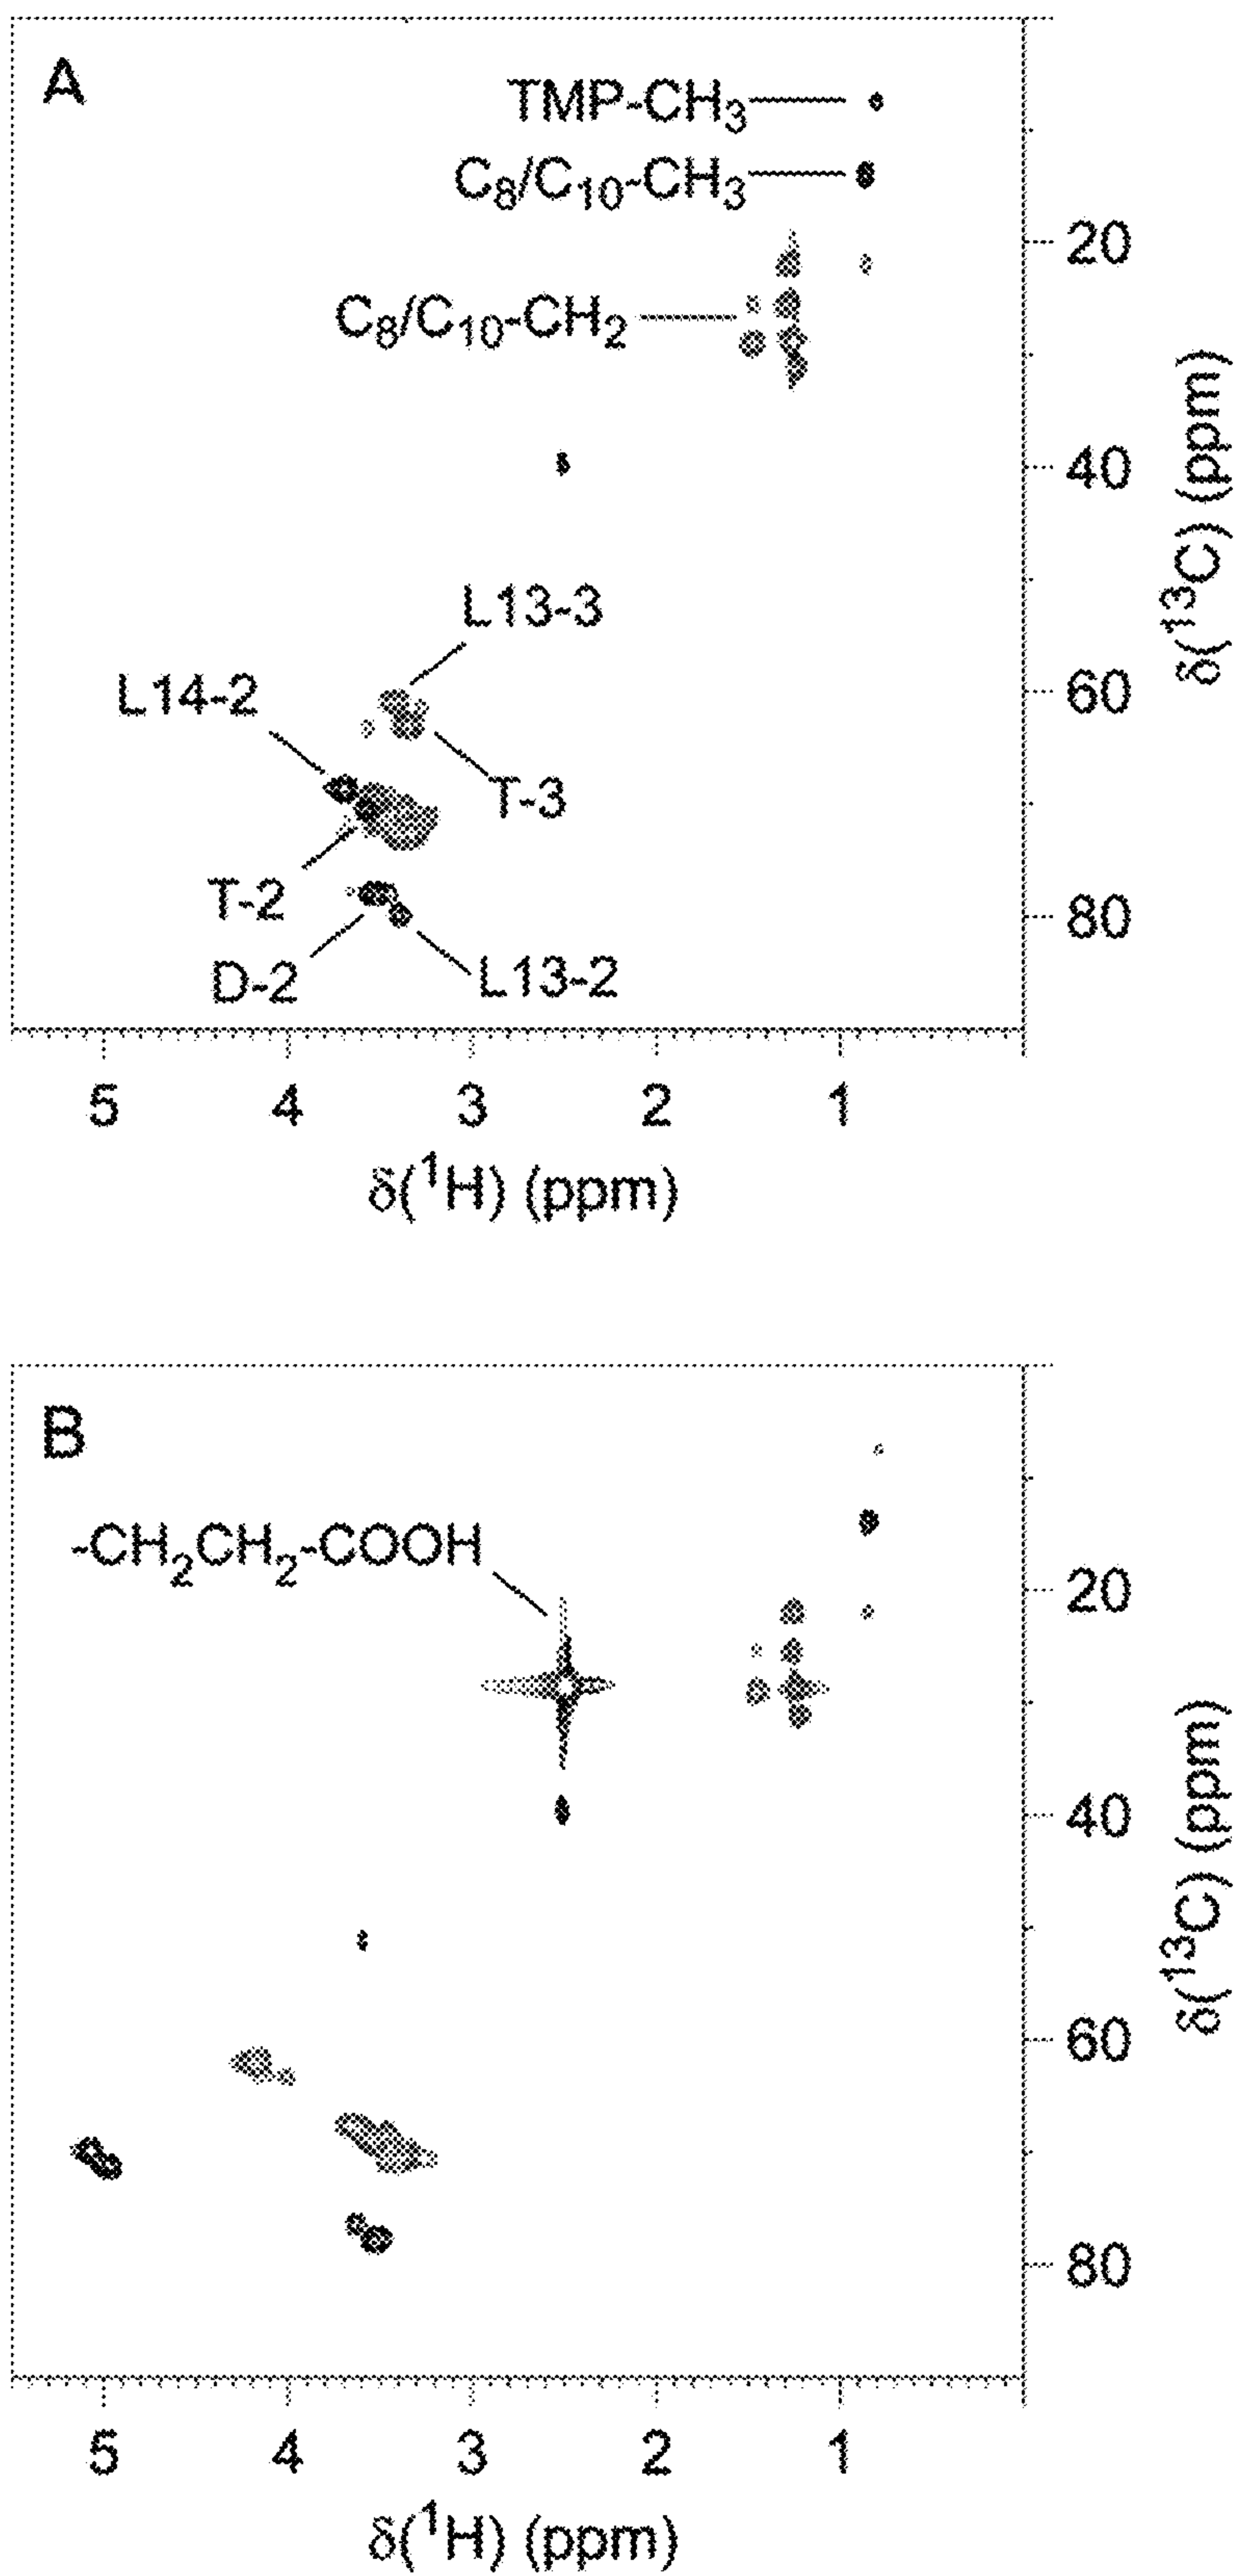 A
TMP-CH₃
C₈/C₁₀-CH₃
20
C₈/C₁₀-CH₂
40
L13-3
L14-2
60
T-3
T-2
80
D-2
L13-2
δ(¹³C) (ppm)
5 4 3 2 1
δ(¹H) (ppm)
B
-CH₂CH₂-COOH
20
40
60
80
δ(¹³C) (ppm)
5 4 3 2 1
δ(¹H) (ppm)